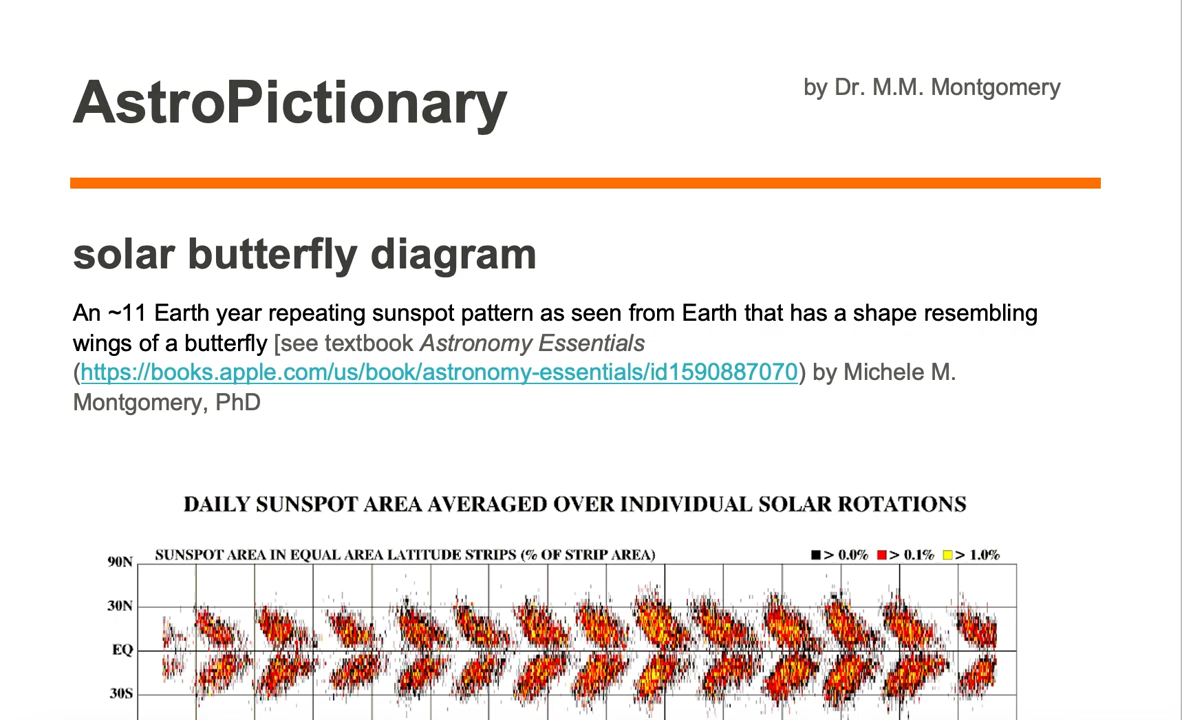 AstroPictionary
by Dr. M.M. Montgomery
solar butterfly diagram
An ~11 Earth year repeating sunspot pattern as seen from Earth that has a shape resembling
wings of a butterfly [see textbook Astronomy Essentials
(https://books.apple.com/us/book/astronomy-essentials/id1590887070) by Michele M.
Montgomery, PhD
DAILY SUNSPOT AREA AVERAGED OVER INDIVIDUAL SOLAR ROTATIONS
SUNSPOT AREA IN EQUAL AREA LATITUDE STRIPS (% OF STRIP AREA)
> 0.0% > 0.1% > 1.0%
90N
30N
EQ
30S